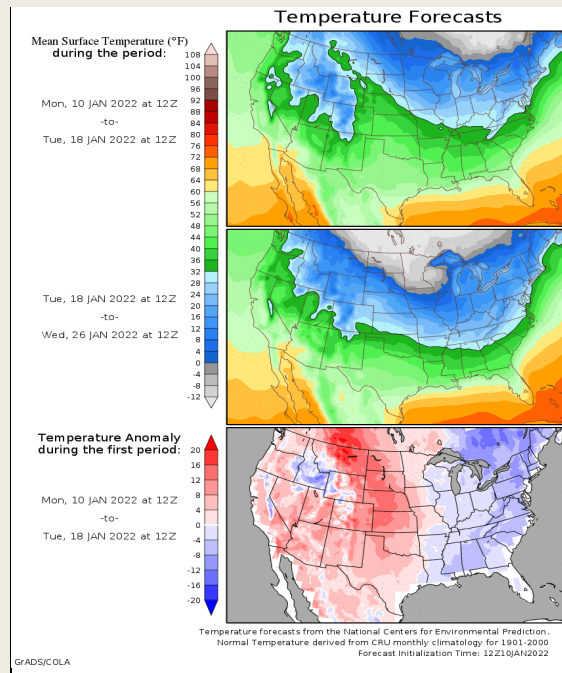 Temperature Forecasts
Mean Surface Temperature (°F)
during the period:
Mon, 10 JAN 2022 at 12Z
-to-
Tue, 18 JAN 2022 at 12Z
108
104
100
96
92
88
84
80
76
72
68
64
60
56
52
48
44
40
36
32
28
24
20
16
12
8
4
0
-4
-8
-12
Tue, 18 JAN 2022 at 12Z
-to-
Wed, 26 JAN 2022 at 12Z
Temperature Anomaly
during the first period:
Mon, 10 JAN 2022 at 12Z
-to-
Tue, 18 JAN 2022 at 12Z
20
16
12
8
4
0
-4
-8
-12
-16
-20
Temperature forecasts from the National Centers for Environmental Prediction.
Normal Temperature derived from CRU monthly climatology for 1901-2000
Forecast Initialization Time: 12Z10JAN2022
GrADS/COLA